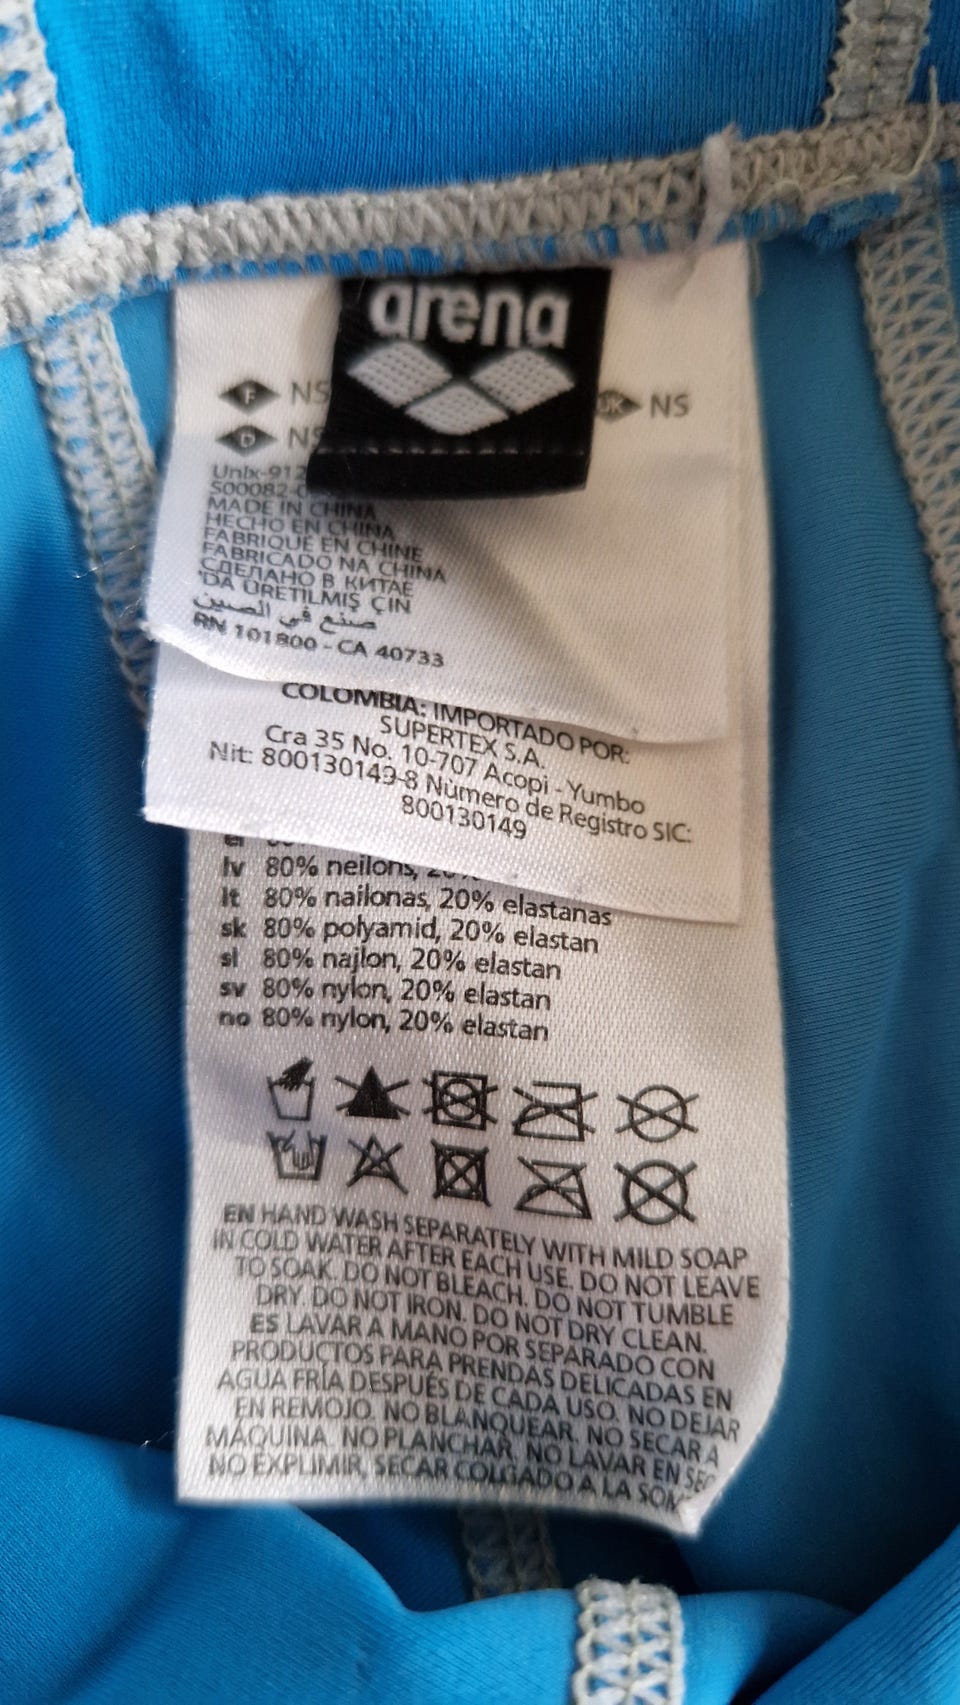 arena
F NS
UK NS
D NS
Unix-912
S00082-
MADE IN CHINA
HECHO EN CHINA
FABRIQUE EN CHINE
FABRICADO NA CHINA
СДЕЛАНО В КИТАЕ
'DA ÜRETILMIŞ ÇIN
صنع في الصين
RN 101800 - CA 40733
COLOMBIA: IMPORTADO POR:
SUPERTEX S.A.
Cra 35 No. 10-707 Acopi - Yumbo
Nit: 800130149-8 Número de Registro SIC:
800130149
lv 80% neilons,
lt 80% nailonas, 20% elastanas
sk 80% polyamid, 20% elastan
sl 80% najlon, 20% elastan
sv 80% nylon, 20% elastan
no 80% nylon, 20% elastan
EN HAND WASH SEPARATELY WITH MILD SOAP
IN COLD WATER AFTER EACH USE. DO NOT LEAVE
TO SOAK. DO NOT BLEACH. DO NOT TUMBLE
DRY. DO NOT IRON. DO NOT DRY CLEAN.
ES LAVAR A MANO POR SEPARADO CON
PRODUCTOS PARA PRENDAS DELICADAS EN
AGUA FRÍA DESPUÉS DE CADA USO. NO DEJAR
EN REMOJO. NO BLANQUEAR. NO SECAR A
MÁQUINA. NO PLANCHAR. NO LAVAR EN
NO EXPLIMIR, SECAR COLGADO A LA